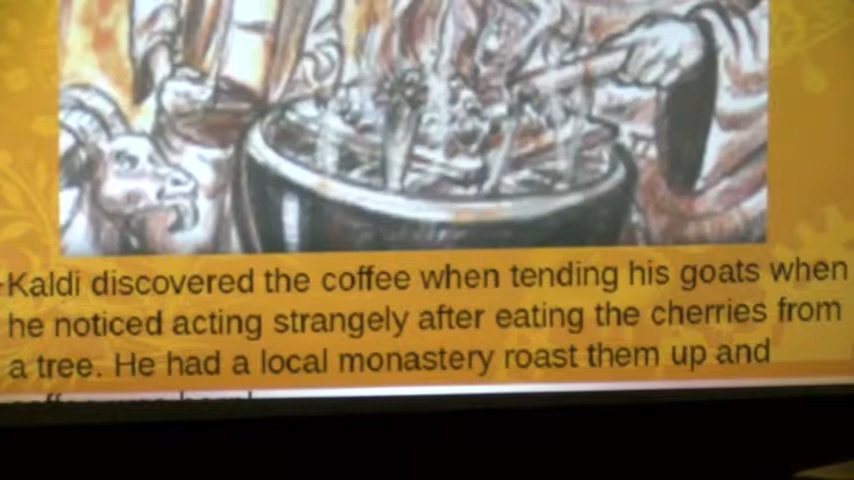 Kaldi discovered the coffee when tending his goats when
he noticed acting strangely after eating the cherries from
a tree. He had a local monastery roast them up and